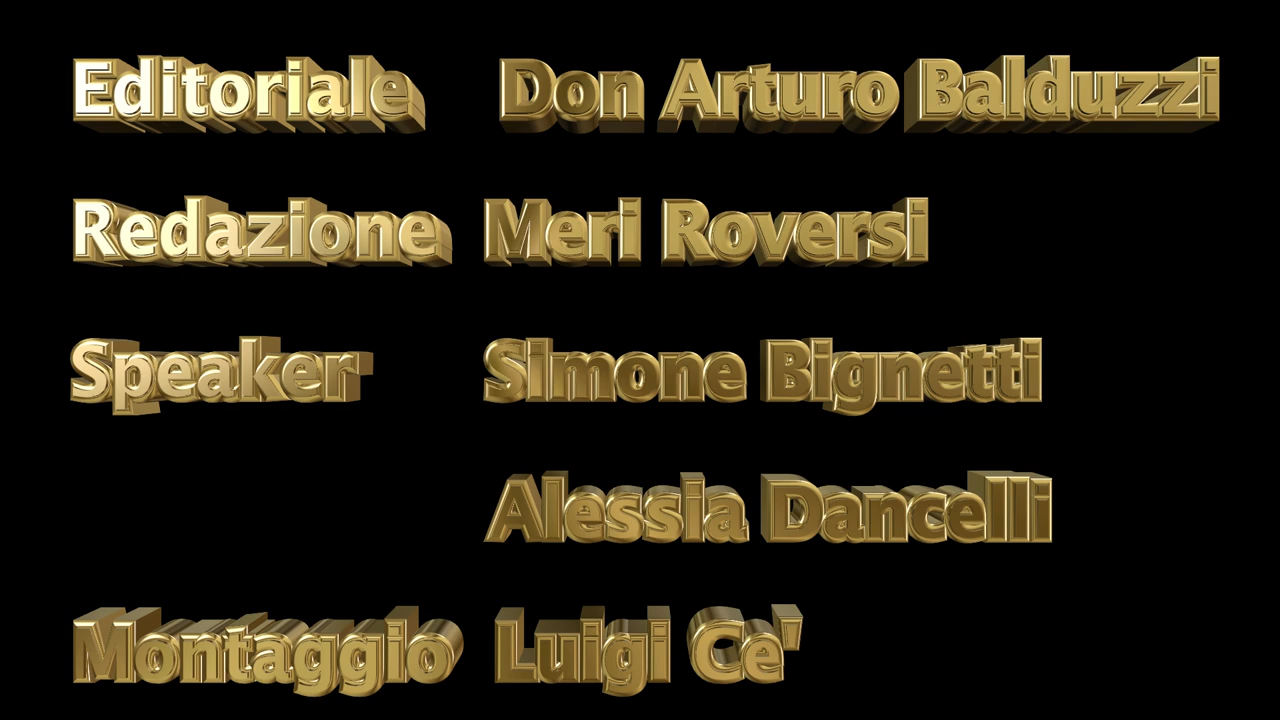 Editoriale Don Arturo Balduzzi
Redazione Meri Roversi
Speaker Simone Bignetti
Alessia Dancelli
Montaggio Luigi Ce'